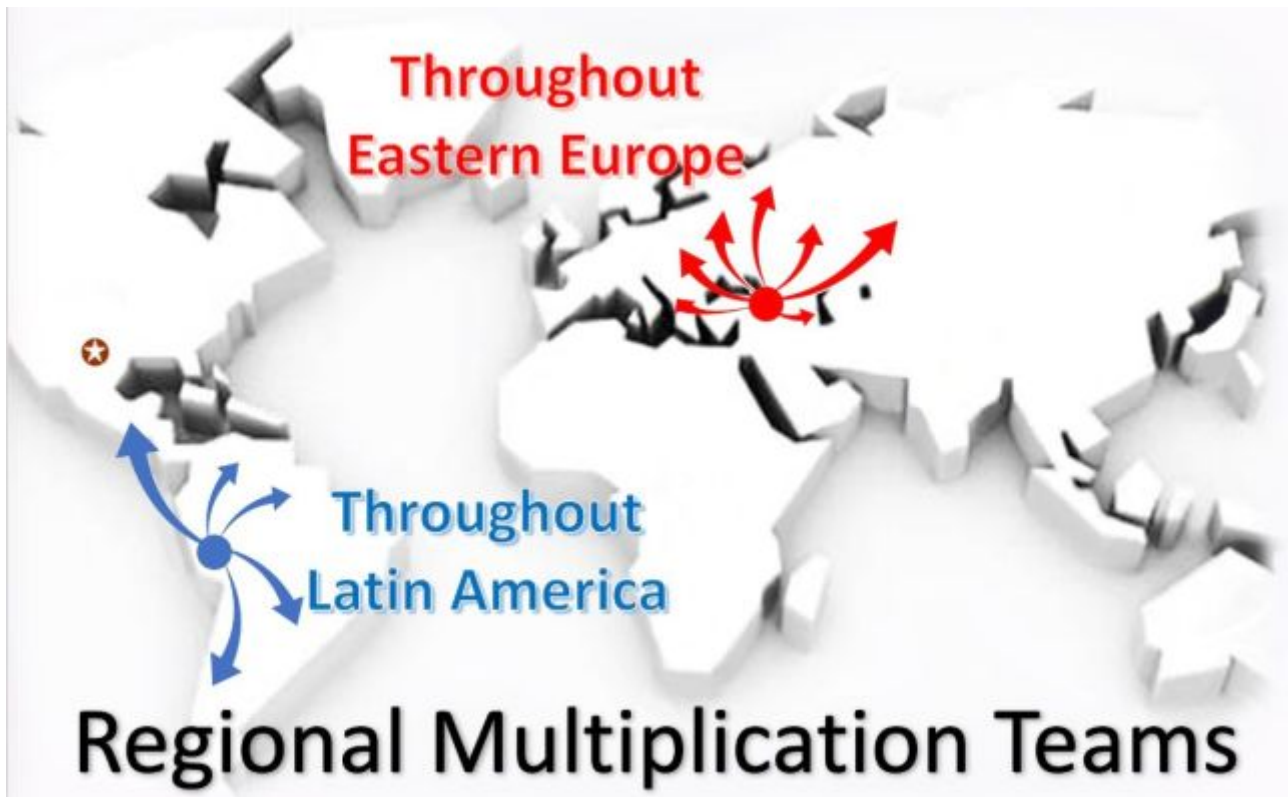 Throughout
Eastern Europe
Throughout
Latin America
Regional Multiplication Teams